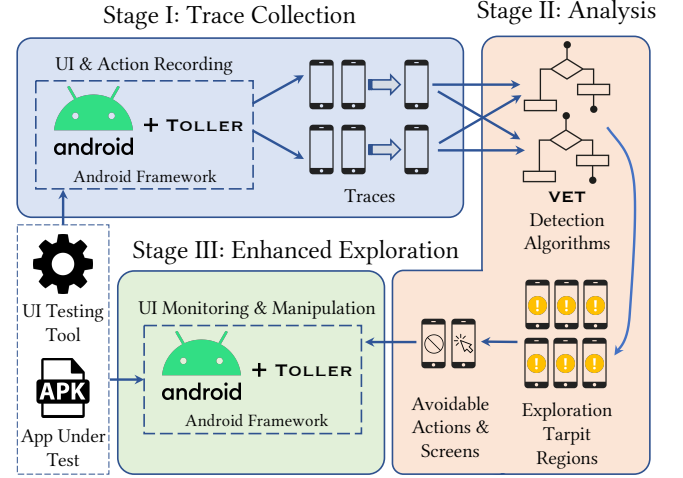 Stage I: Trace Collection
UI & Action Recording
android
+ TOLLER
Android Framework
Traces
Stage II: Analysis
VET
Detection
Algorithms
Exploration
Tarpit
Regions
Avoidable
Actions &
Screens
Stage III: Enhanced Exploration
UI Monitoring & Manipulation
android
+ TOLLER
Android Framework
UI Testing
Tool
APK
App Under
Test